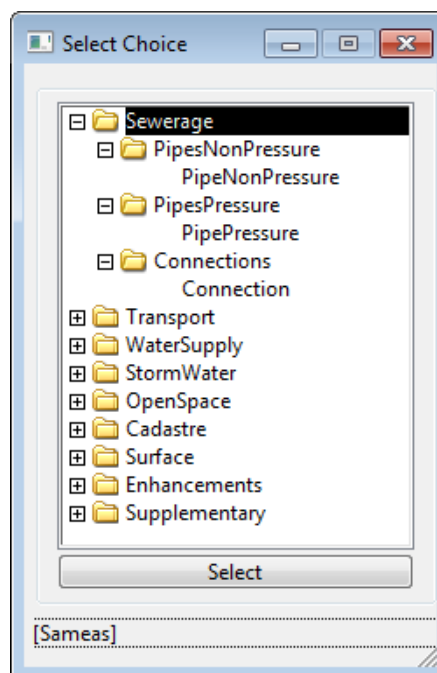 Select Choice
Sewerage
PipesNonPressure
PipeNonPressure
PipesPressure
PipePressure
Connections
Connection
Transport
WaterSupply
StormWater
OpenSpace
Cadastre
Surface
Enhancements
Supplementary
Select
[Sameas]